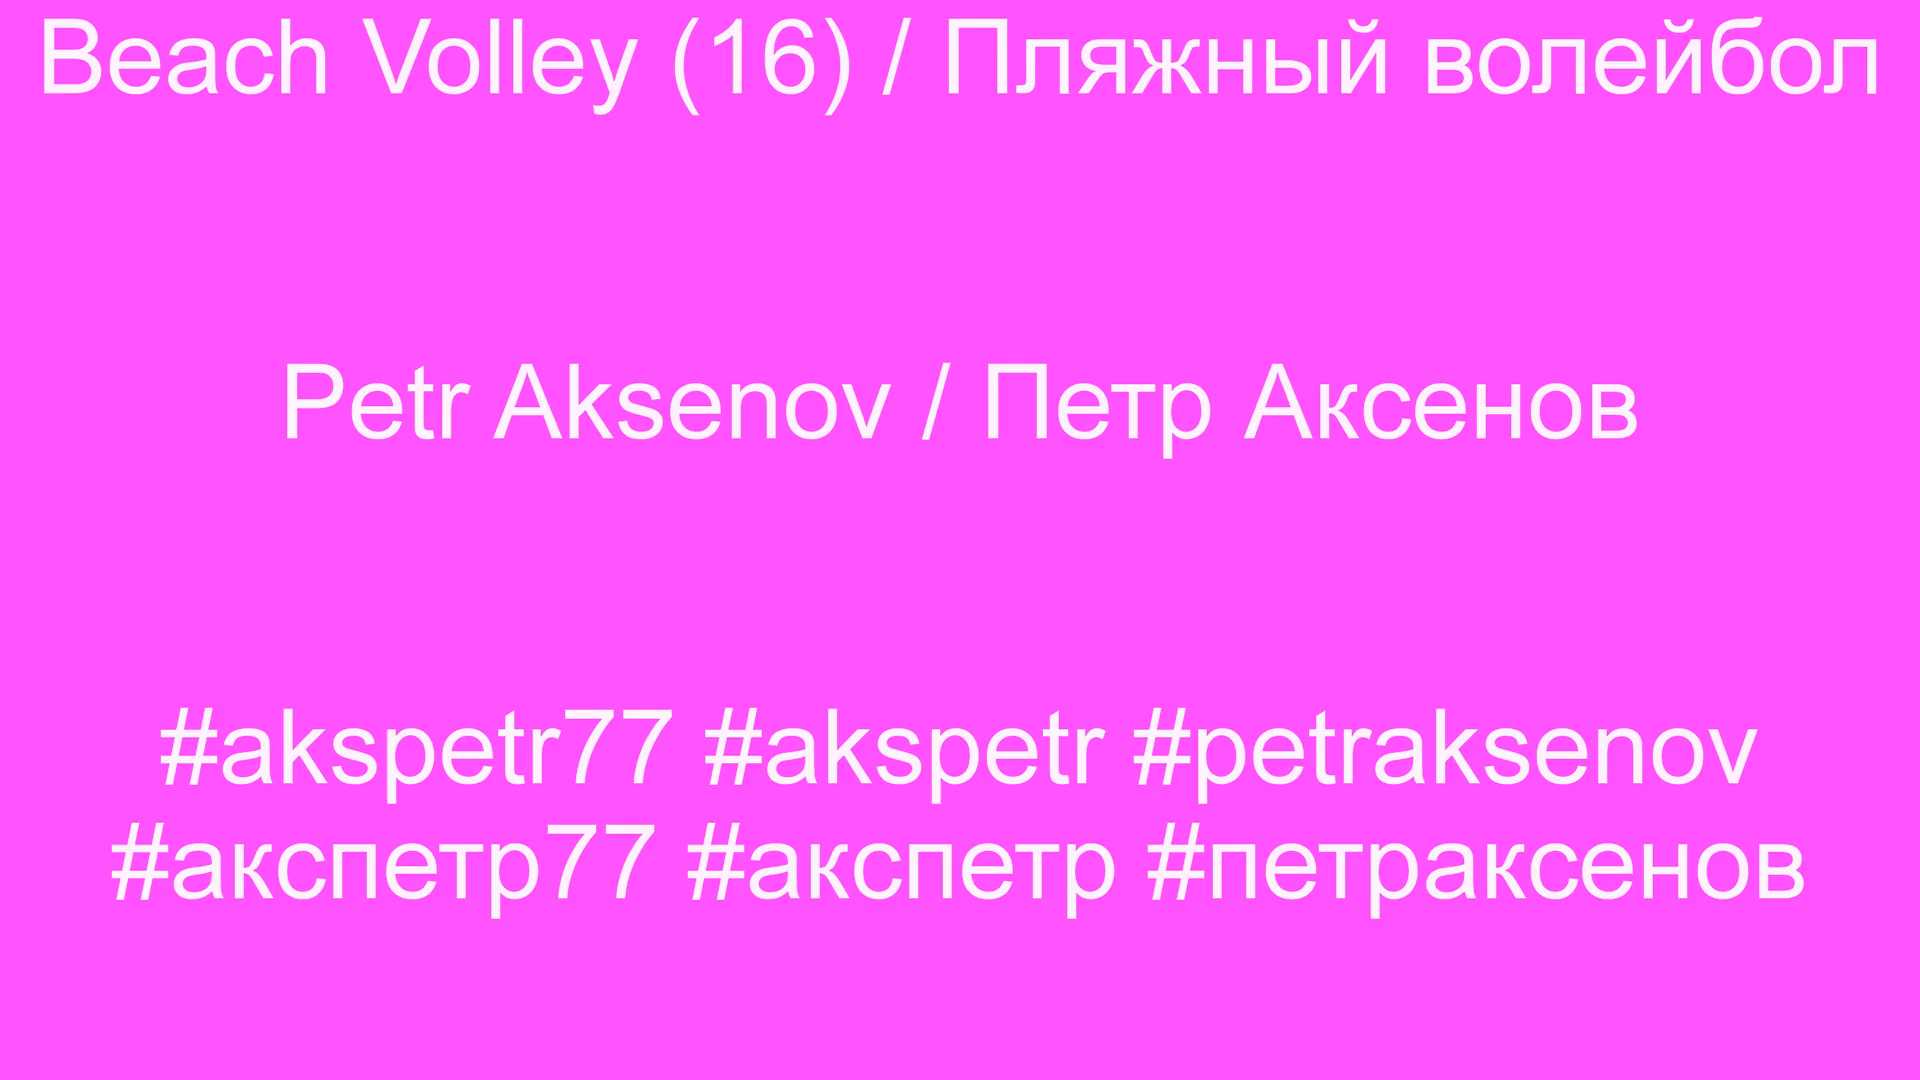 Beach Volley (16) / Пляжный волейбол
Petr Aksenov / Петр Аксенов
#akspetr77 #akspetr #petraksenov
#акспетр77 #акспетр #петраксенов